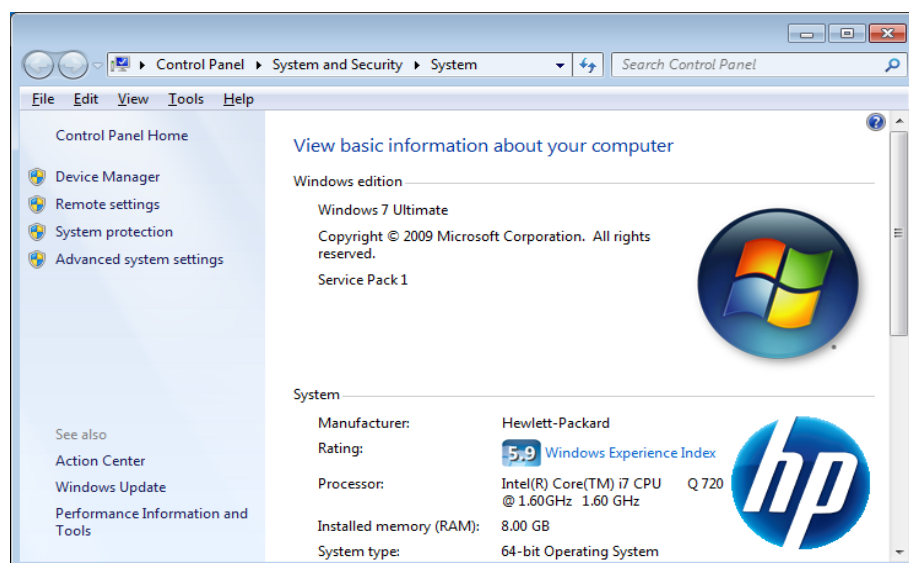 Control Panel ▸ System and Security ▸ System
Search Control Panel
File Edit View Tools Help
Control Panel Home
Device Manager
Remote settings
System protection
Advanced system settings
See also
Action Center
Windows Update
Performance Information and
Tools
View basic information about your computer
Windows edition
Windows 7 Ultimate
Copyright © 2009 Microsoft Corporation. All rights
reserved.
Service Pack 1
System
Manufacturer: Hewlett-Packard
Rating: 5,9 Windows Experience Index
Processor: Intel(R) Core(TM) i7 CPU Q 720
@ 1.60GHz 1.60 GHz
Installed memory (RAM): 8.00 GB
System type: 64-bit Operating System
hp